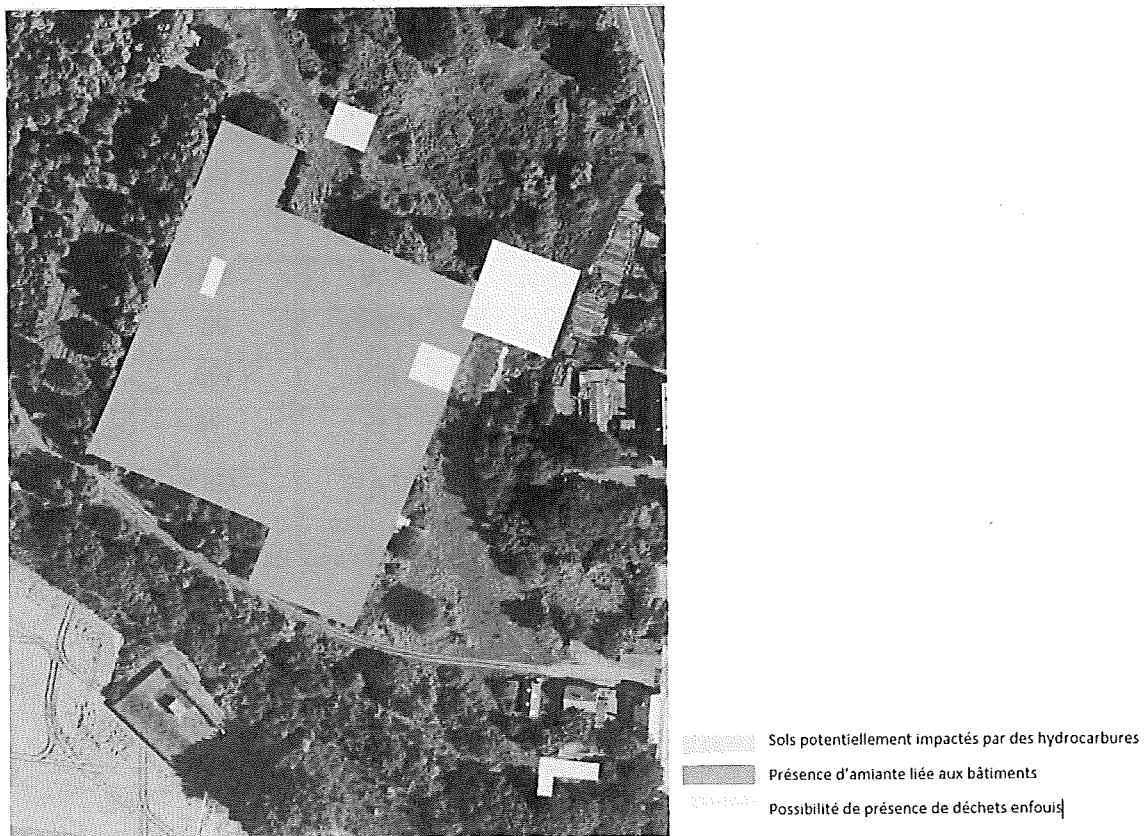 Sols potentiellement impactés par des hydrocarbures
Présence d'amiante liée aux bâtiments
Possibilité de présence de déchets enfouis